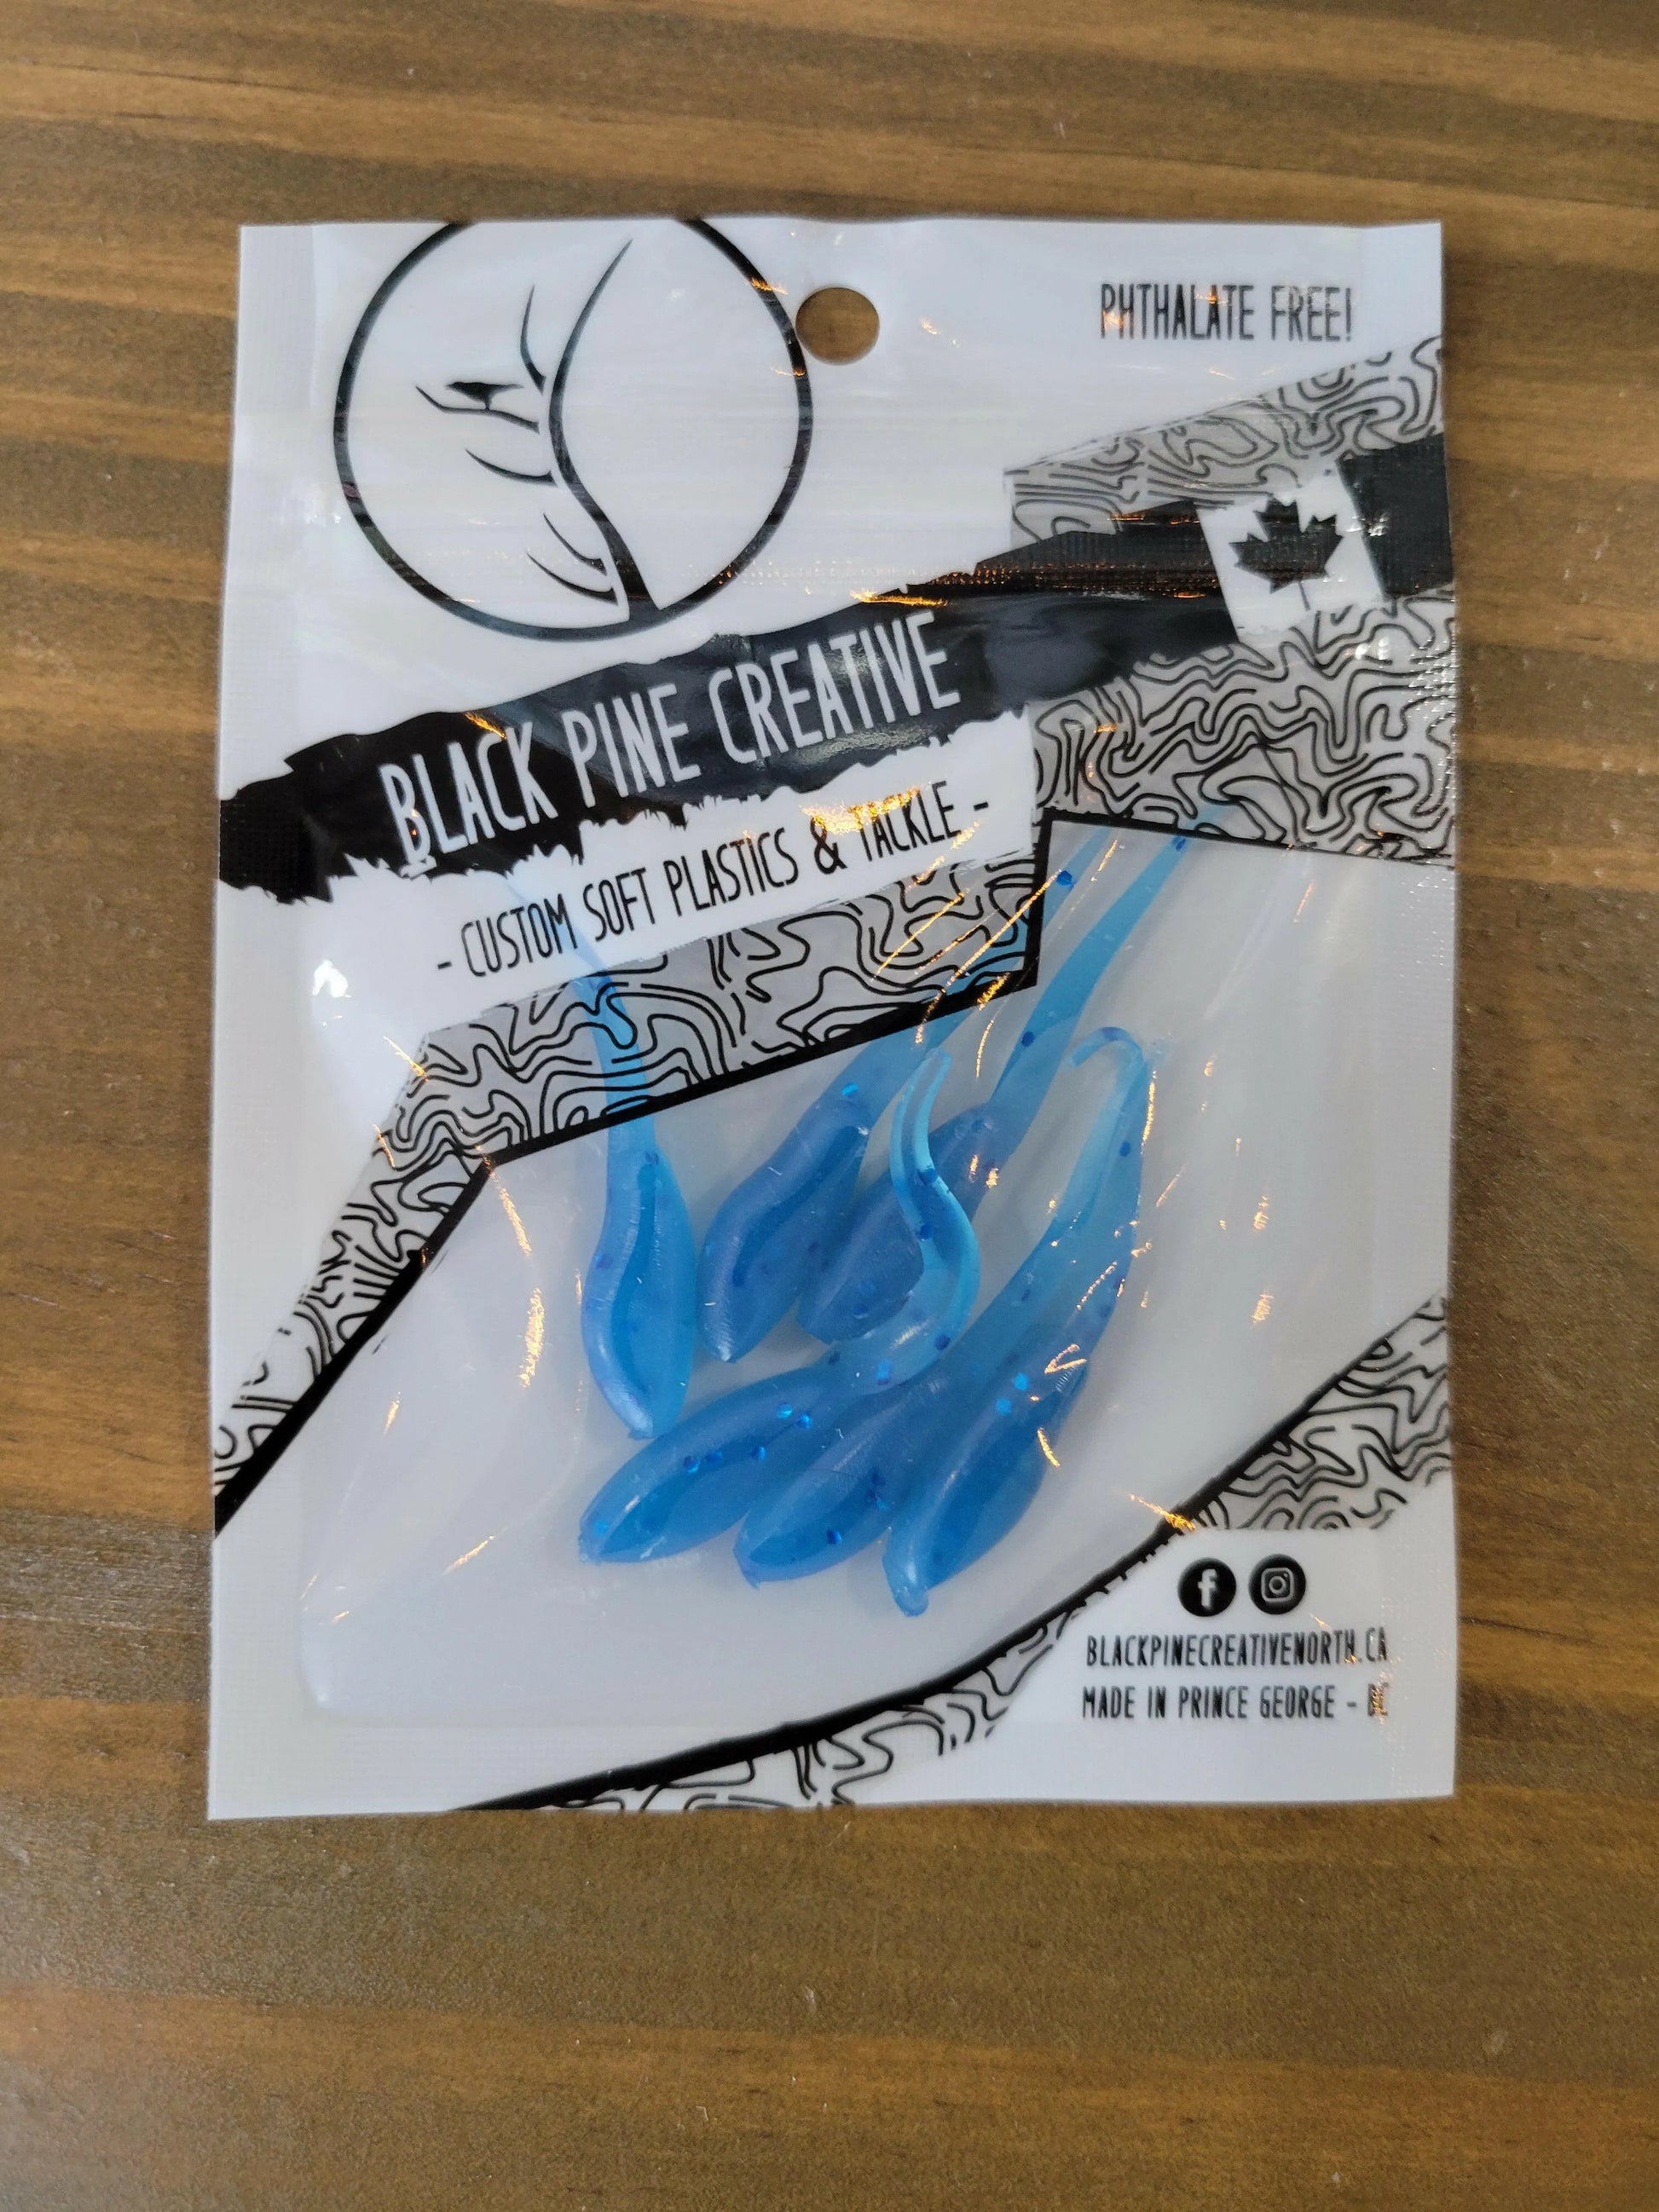 PHTHALATE FREE!
BLACK PINE CREATIVE
- CUSTOM SOFT PLASTICS & TACKLE -
BLACKPINECREATIVENORTH.CA
MADE IN PRINCE GEORGE - BC